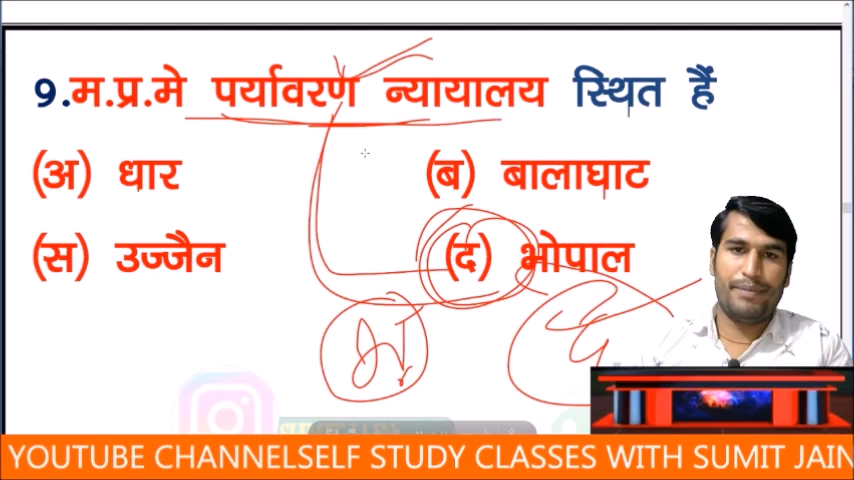 9.म.प्र.मे पर्यावरण न्यायालय स्थित हैं
(अ) धार (ब) बालाघाट
(स) उज्जैन (द) भोपाल
YOUTUBE CHANNELSELF STUDY CLASSES WITH SUMIT JAIN